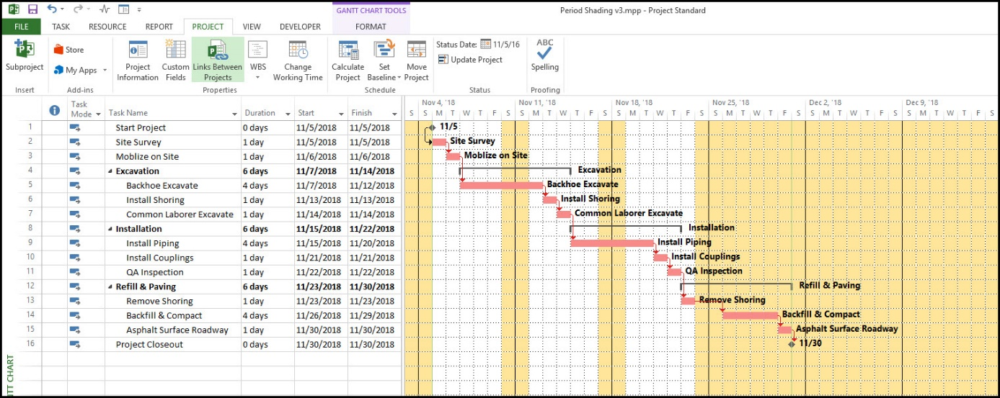 GANTT CHART TOOLS
Period Shading v3.mpp - Project Standard
FILE TASK RESOURCE REPORT PROJECT VIEW DEVELOPER FORMAT
Subproject
Store
My Apps
Project Information
Custom Fields
Links Between Projects
WBS
Change Working Time
Calculate Project
Set Baseline
Move Project
Status Date: 11/5/16
Update Project
ABC
Spelling
Insert Add-ins Properties Schedule Status Proofing
Task Mode Task Name Duration Start Finish
Nov 4, '18 Nov 11, '18 Nov 18, '18 Nov 25, '18 Dec 2, '18 Dec 9, '18
S S M T W T F S S M T W T F S S M T W T F S S M T W T F S S M T W T F S S M T W T F S
1 Start Project 0 days 11/5/2018 11/5/2018 11/5
2 Site Survey 1 day 11/5/2018 11/5/2018 Site Survey
3 Moblize on Site 1 day 11/6/2018 11/6/2018 Moblize on Site
4 Excavation 6 days 11/7/2018 11/14/2018 Excavation
5 Backhoe Excavate 4 days 11/7/2018 11/12/2018 Backhoe Excavate
6 Install Shoring 1 day 11/13/2018 11/13/2018 Install Shoring
7 Common Laborer Excavate 1 day 11/14/2018 11/14/2018 Common Laborer Excavate
8 Installation 6 days 11/15/2018 11/22/2018 Installation
9 Install Piping 4 days 11/15/2018 11/20/2018 Install Piping
10 Install Couplings 1 day 11/21/2018 11/21/2018 Install Couplings
11 QA Inspection 1 day 11/22/2018 11/22/2018 QA Inspection
12 Refill & Paving 6 days 11/23/2018 11/30/2018 Refill & Paving
13 Remove Shoring 1 day 11/23/2018 11/23/2018 Remove Shoring
14 Backfill & Compact 4 days 11/26/2018 11/29/2018 Backfill & Compact
15 Asphalt Surface Roadway 1 day 11/30/2018 11/30/2018 Asphalt Surface Roadway
16 Project Closeout 0 days 11/30/2018 11/30/2018 11/30
NTT CHART